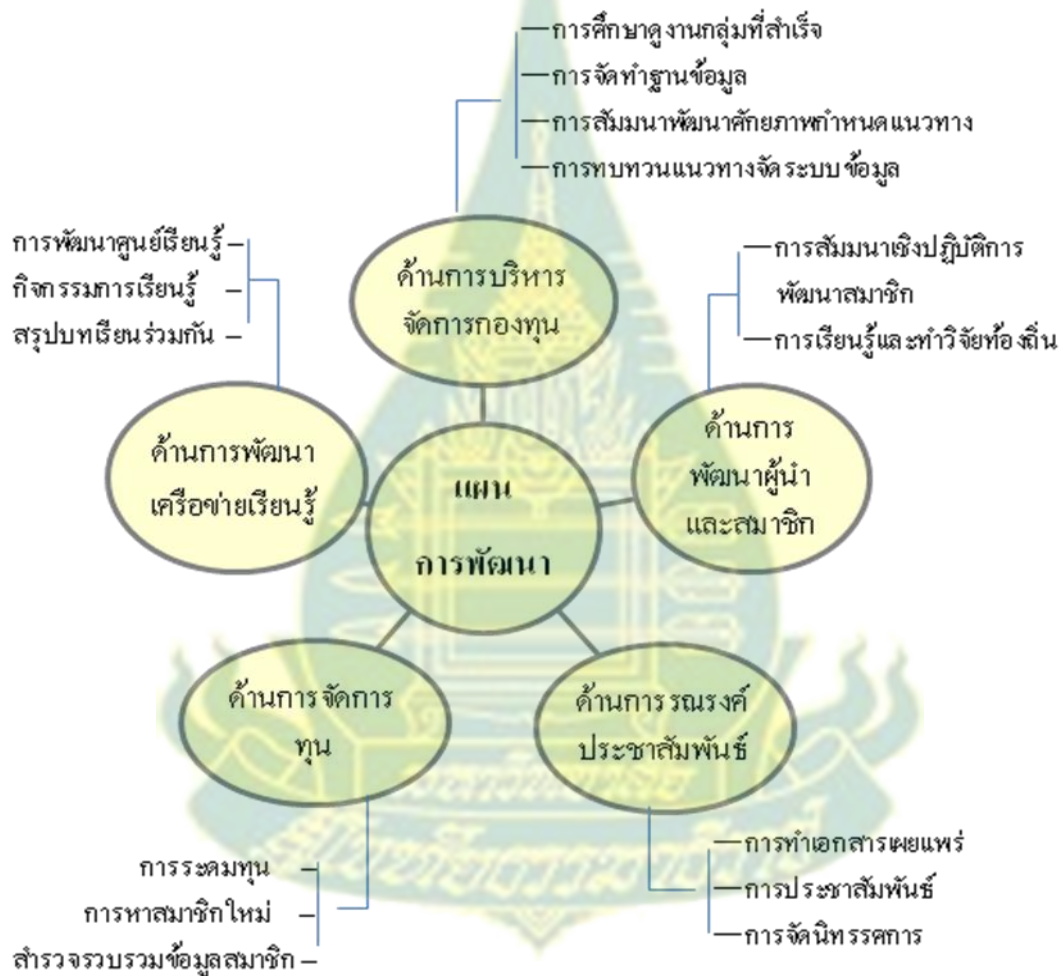 การศึกษาดูงานกลุ่มที่สำเร็จ
การจัดทำฐานข้อมูล
การสัมมนาพัฒนาศักยภาพกำหนดแนวทาง
การทบทวนแนวทางจัดระบบข้อมูล
ด้านการบริหาร
จัดการกองทุน
การพัฒนาศูนย์เรียนรู้
กิจกรรมการเรียนรู้
สรุปบทเรียนร่วมกัน
การสัมมนาเชิงปฏิบัติการ
พัฒนาสมาชิก
การเรียนรู้และทำวิจัยท้องถิ่น
ด้านการพัฒนา
เครือข่ายเรียนรู้
แผน
การพัฒนา
ด้านการ
พัฒนาผู้นำ
และสมาชิก
ด้านการจัดการ
ทุน
ด้านการรณรงค์
ประชาสัมพันธ์
การระดมทุน
การหาสมาชิกใหม่
สำรวจรวบรวมข้อมูลสมาชิก
การทำเอกสารเผยแพร่
การประชาสัมพันธ์
การจัดนิทรรศการ